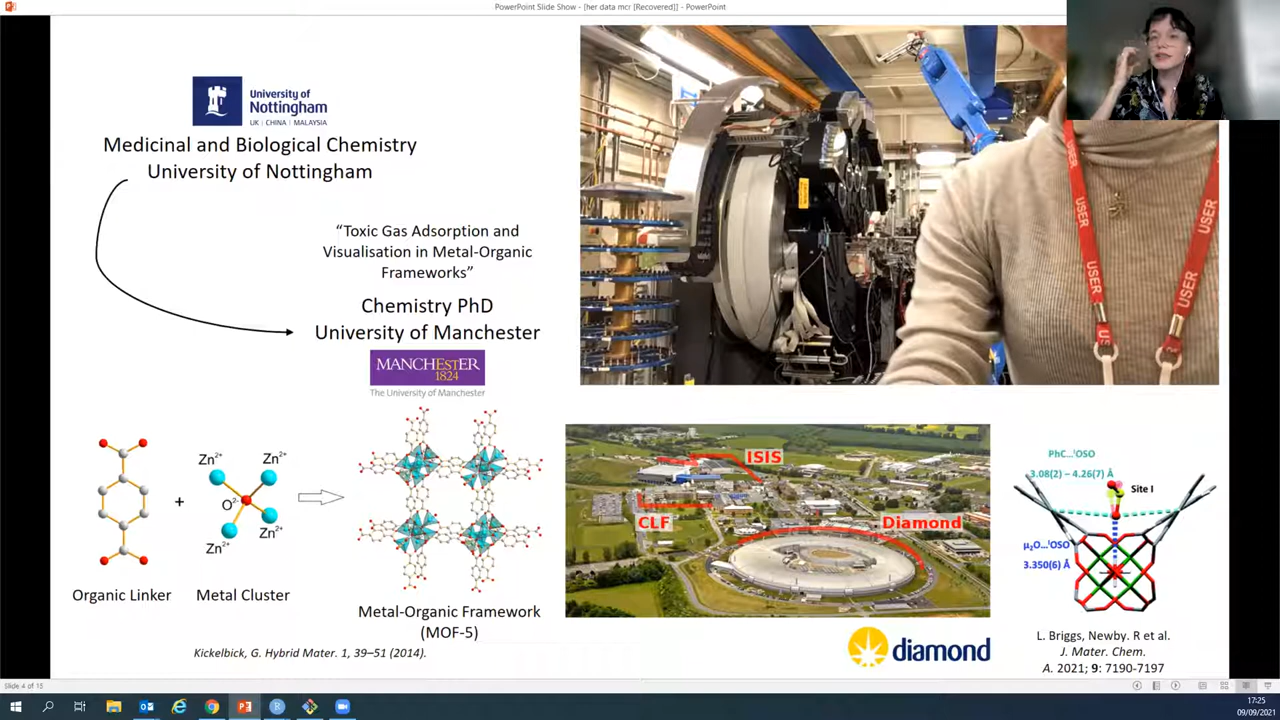 PowerPoint Slide Show - [her data mcr [Recovered]] - PowerPoint
University of
Nottingham
UK | CHINA | MALAYSIA
Medicinal and Biological Chemistry
University of Nottingham
“Toxic Gas Adsorption and
Visualisation in Metal-Organic
Frameworks”
Chemistry PhD
University of Manchester
MANCHESTER
1824
The University of Manchester
Zn²⁺
Zn²⁺
O²⁻
Zn²⁺
Zn²⁺
+
Organic Linker
Metal Cluster
Metal-Organic Framework
(MOF-5)
Kickelbick, G. Hybrid Mater. 1, 39–51 (2014).
USER
USER
USER
USER
ISIS
CLF
Diamond
diamond
PhC...ᴵOSO
3.08(2) – 4.26(7) Å
Site I
μ₂O...ᴵOSO
3.350(6) Å
L. Briggs, Newby. R et al.
J. Mater. Chem.
A. 2021; 9: 7190-7197
Slide 4 of 15
17:25
09/09/2021